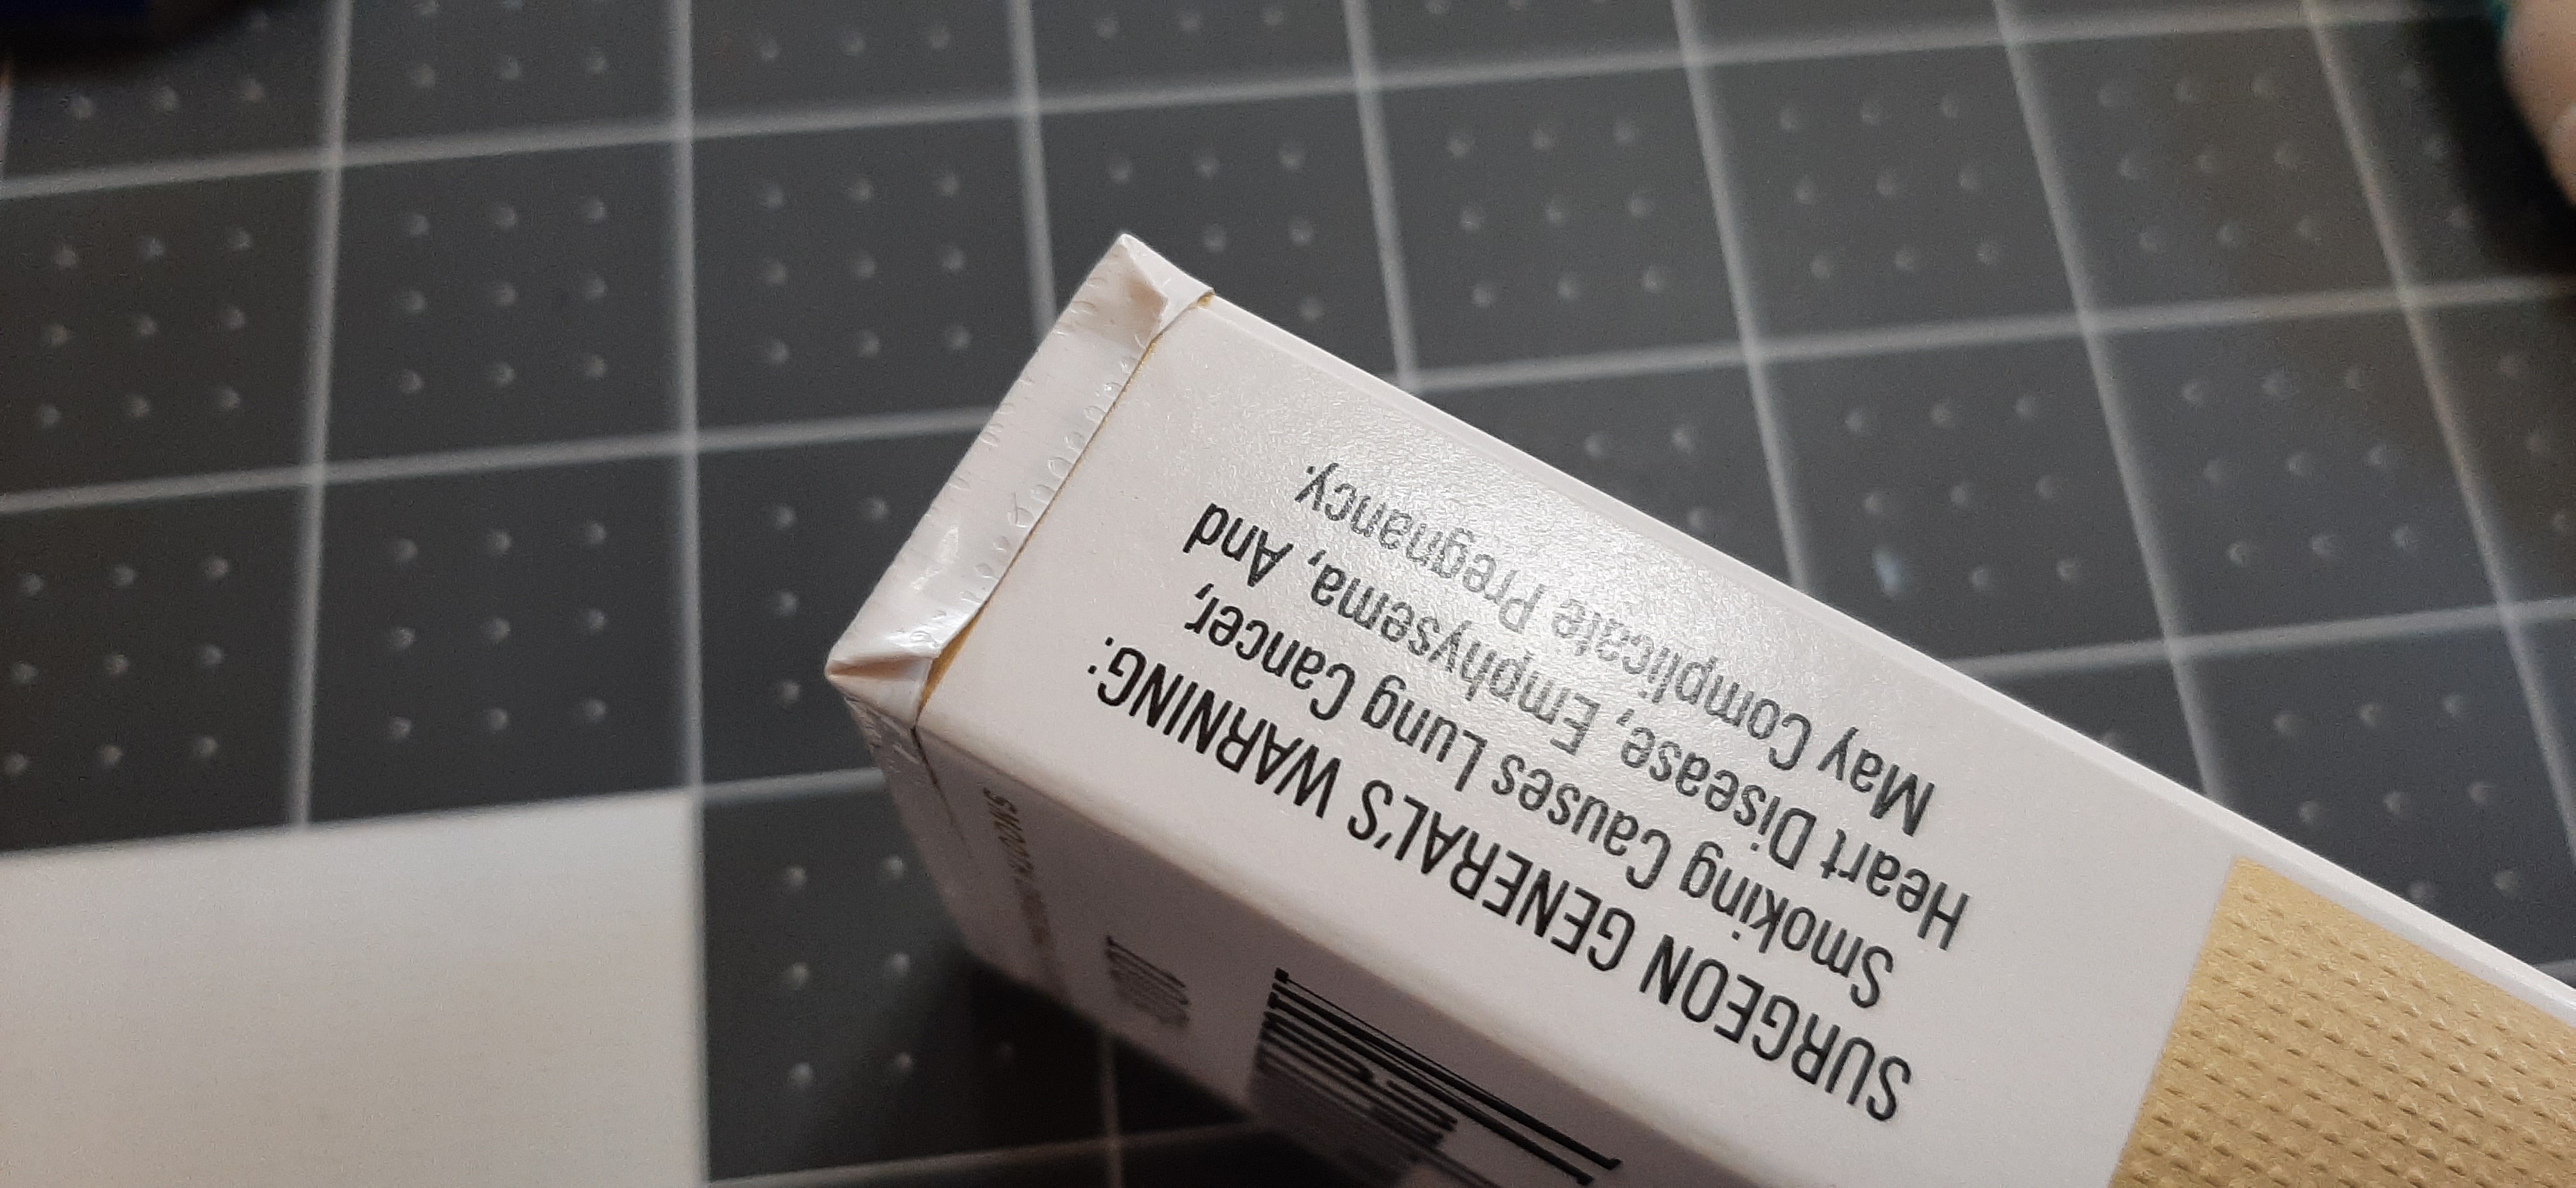 SURGEON GENERAL'S WARNING:
Smoking Causes Lung Cancer,
Heart Disease, Emphysema, And
May Complicate Pregnancy.